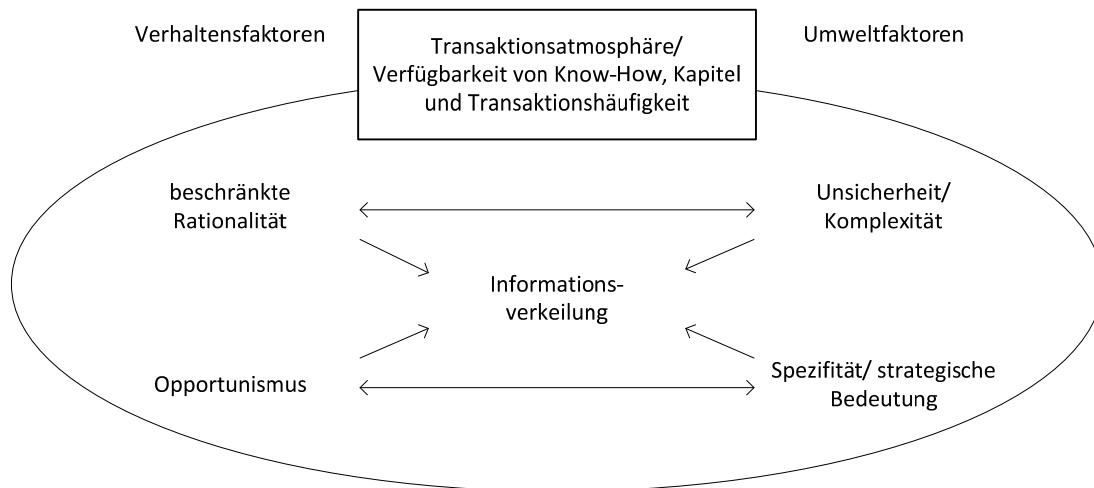 Verhaltensfaktoren
Transaktionsatmosphäre/
Verfügbarkeit von Know-How, Kapitel
und Transaktionshäufigkeit
Umweltfaktoren
beschränkte
Rationalität
Unsicherheit/
Komplexität
Informations-
verkeilung
Opportunismus
Spezifität/ strategische
Bedeutung